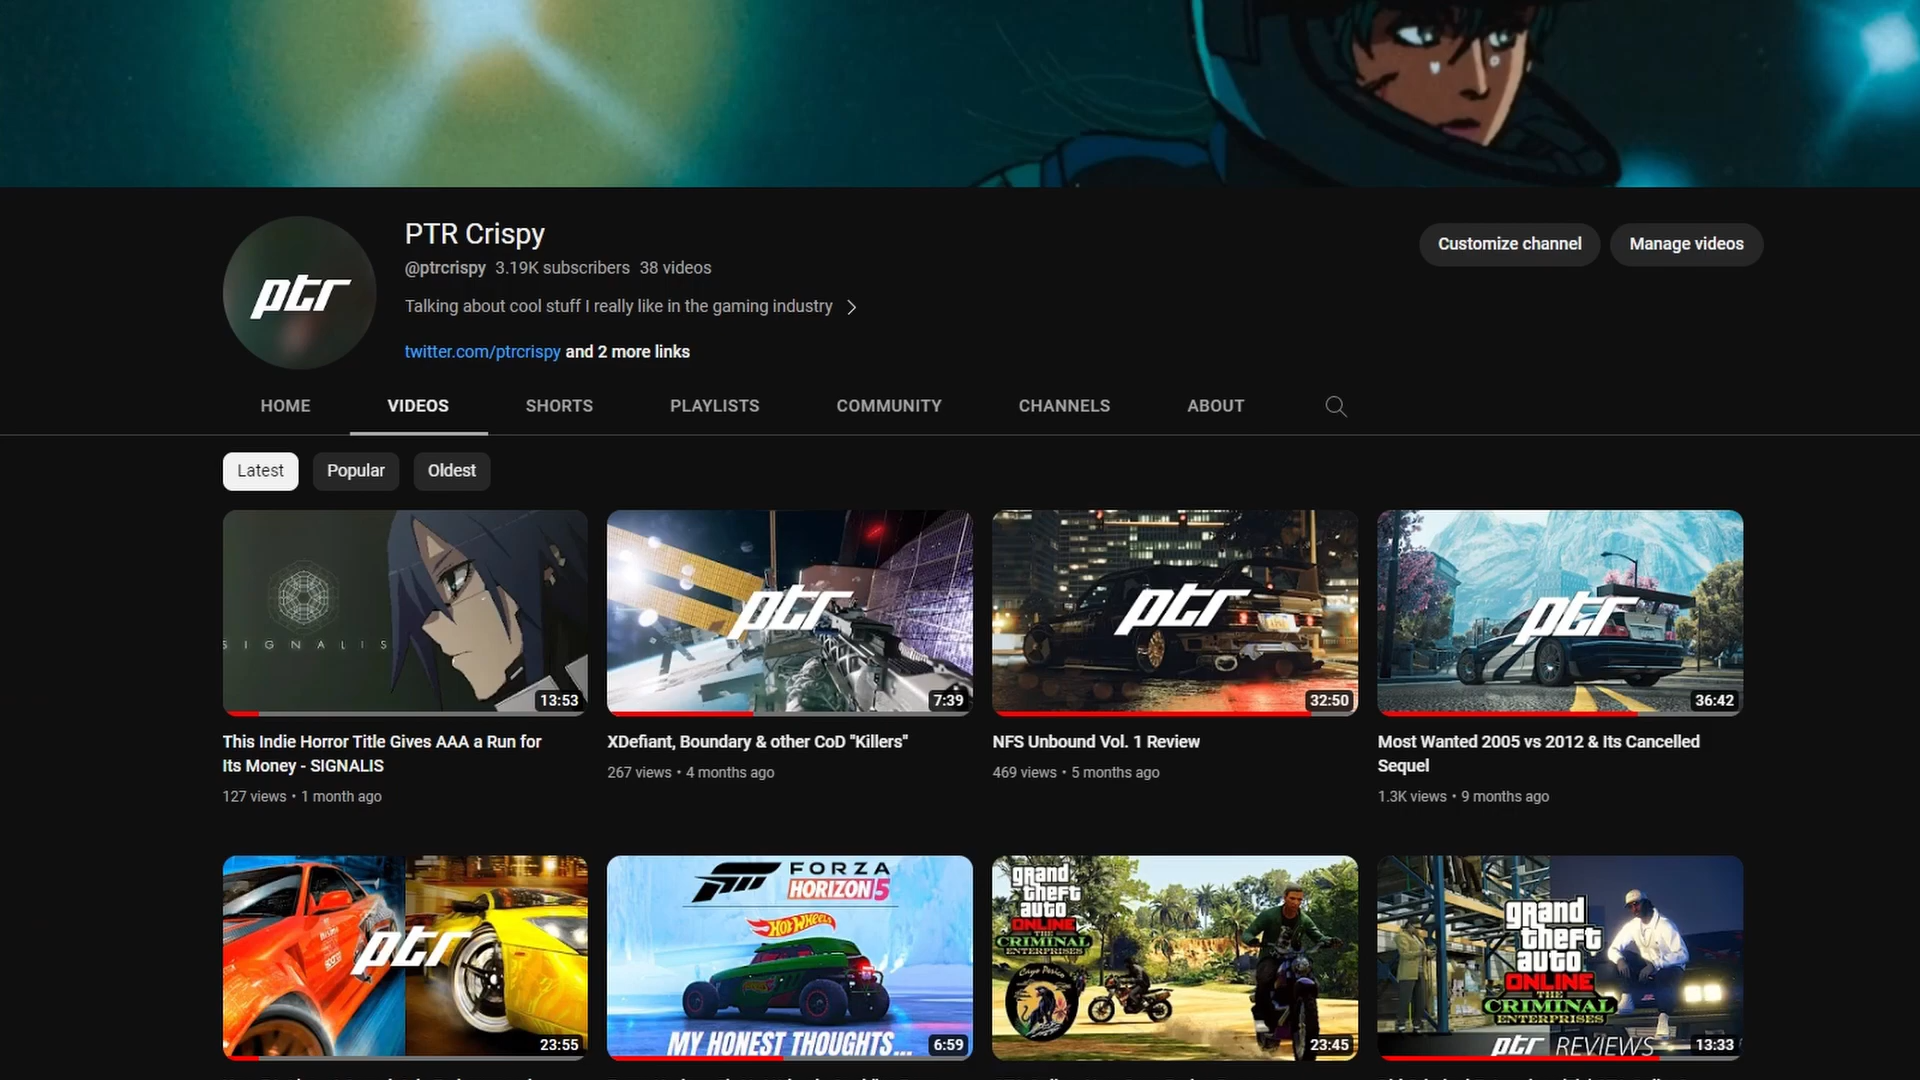 PTR Crispy
@ptrcrispy 3.19K subscribers 38 videos
Talking about cool stuff I really like in the gaming industry
twitter.com/ptrcrispy and 2 more links
Customize channel
Manage videos
ptr
HOME
VIDEOS
SHORTS
PLAYLISTS
COMMUNITY
CHANNELS
ABOUT
Latest
Popular
Oldest
SIGNALIS
13:53
ptr
7:39
ptr
32:50
ptr
36:42
This Indie Horror Title Gives AAA a Run for
Its Money - SIGNALIS
127 views • 1 month ago
XDefiant, Boundary & other CoD "Killers"
267 views • 4 months ago
NFS Unbound Vol. 1 Review
469 views • 5 months ago
Most Wanted 2005 vs 2012 & Its Cancelled
Sequel
1.3K views • 9 months ago
ptr
23:55
FORZA
HORIZON 5
HOT WHEELS
MY HONEST THOUGHTS...
6:59
grand
theft
auto
ONLINE
THE
CRIMINAL
ENTERPRISES
Cayo Perico
23:45
grand
theft
auto
ONLINE
THE
CRIMINAL
ENTERPRISES
ptr REVIEWS
13:33